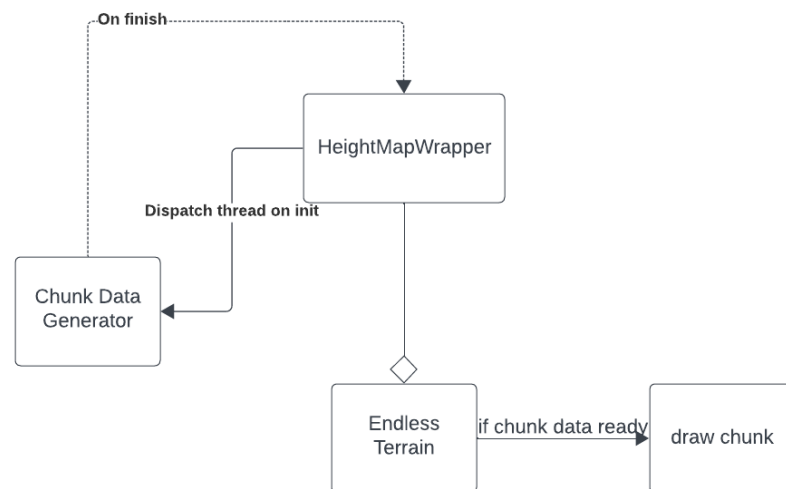 On finish
HeightMapWrapper
Dispatch thread on init
Chunk Data
Generator
Endless
Terrain
if chunk data ready
draw chunk